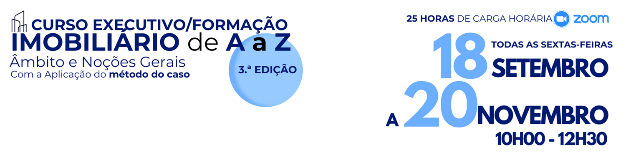 CURSO EXECUTIVO/FORMAÇÃO
IMOBILIÁRIO de A a Z
Âmbito e Noções Gerais
Com a Aplicação do método do caso
3.ª EDIÇÃO
25 HORAS DE CARGA HORÁRIA zoom
TODAS AS SEXTAS-FEIRAS
18 SETEMBRO
A 20 NOVEMBRO
10H00 - 12H30